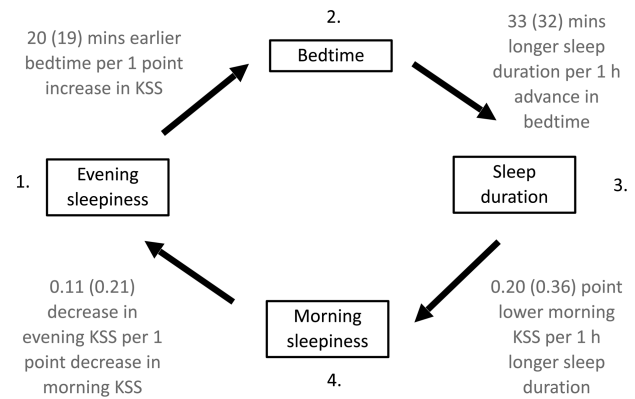 2.
Bedtime
20 (19) mins earlier
bedtime per 1 point
increase in KSS
33 (32) mins
longer sleep
duration per 1 h
advance in
bedtime
1.
Evening
sleepiness
Sleep
duration
3.
0.11 (0.21)
decrease in
evening KSS per 1
point decrease in
morning KSS
Morning
sleepiness
4.
0.20 (0.36) point
lower morning
KSS per 1 h
longer sleep
duration